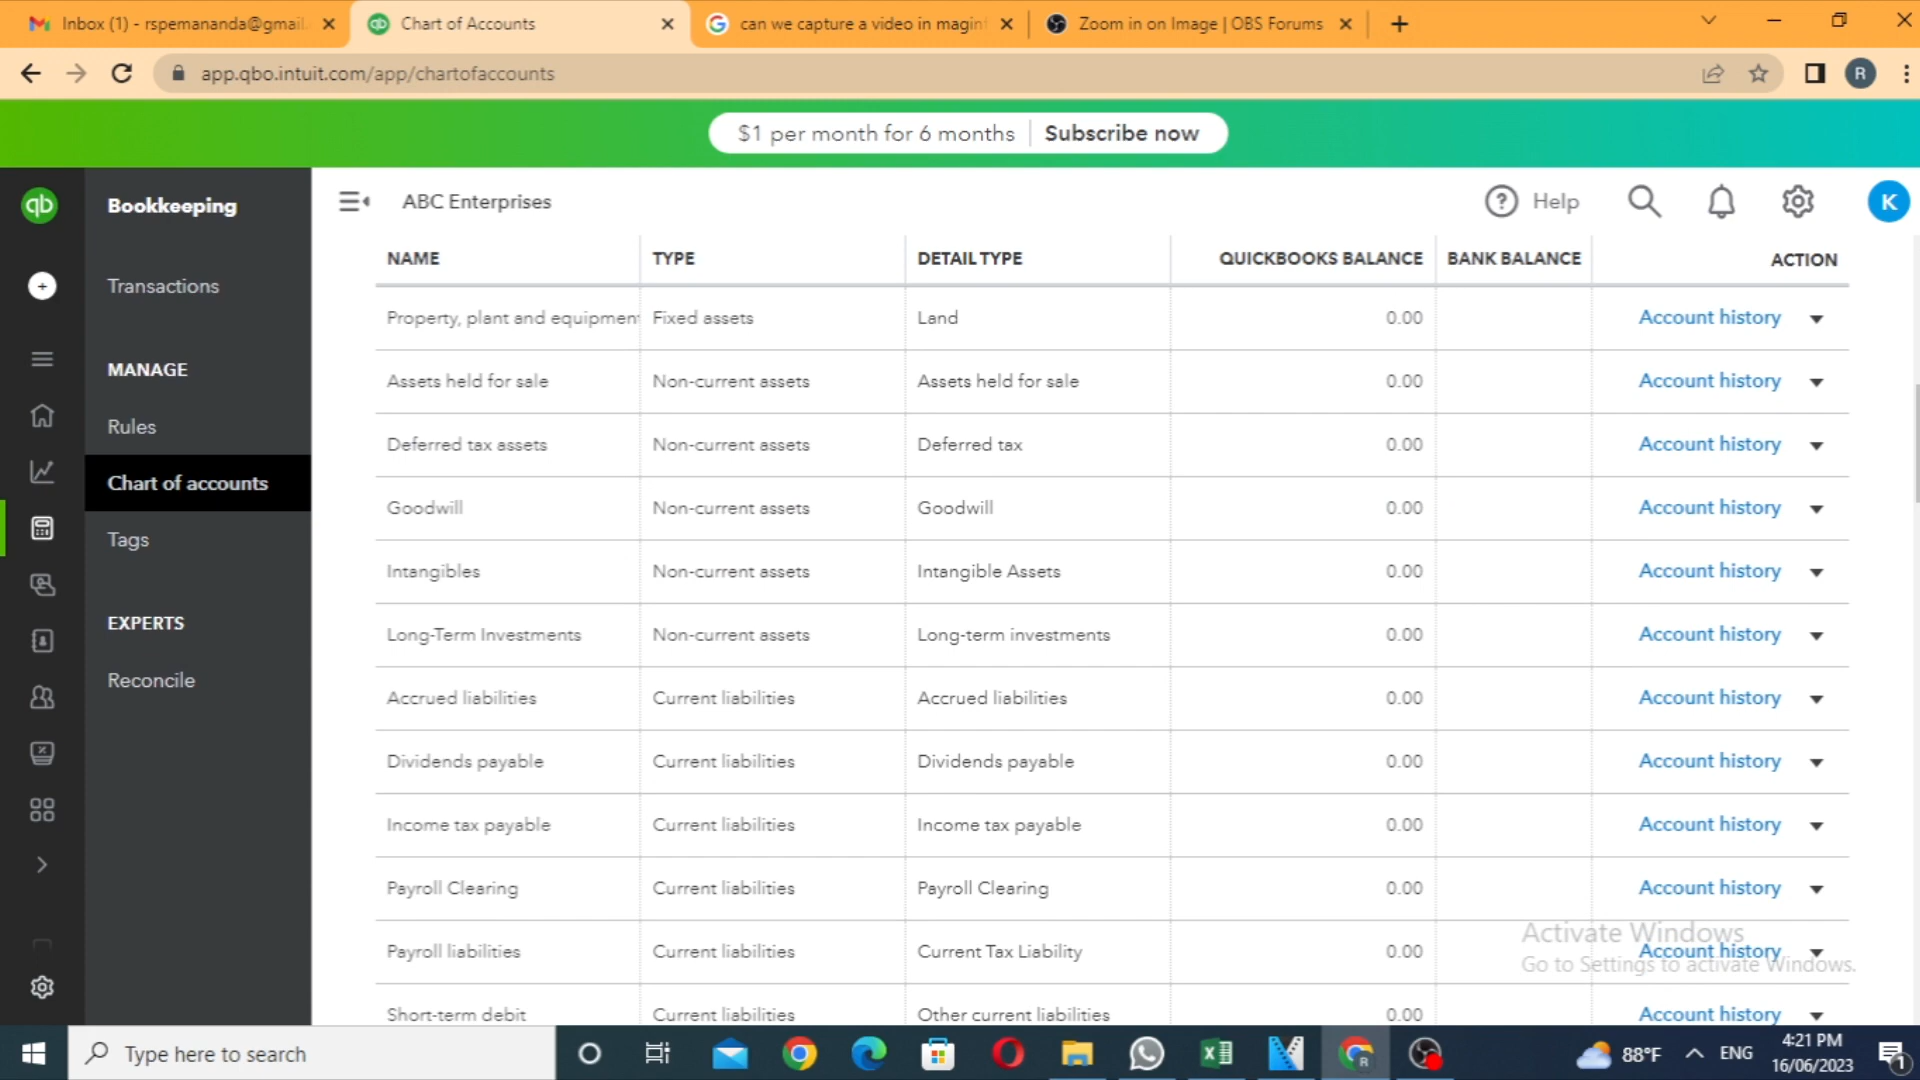 Inbox (1) - rspemananda@gmail.
Chart of Accounts
can we capture a video in maginf
Zoom in on Image | OBS Forums
app.qbo.intuit.com/app/chartofaccounts
R
$1 per month for 6 months
Subscribe now
qb
Bookkeeping
ABC Enterprises
Help
K
Transactions
MANAGE
Rules
Chart of accounts
Tags
EXPERTS
Reconcile
NAME TYPE DETAIL TYPE QUICKBOOKS BALANCE BANK BALANCE ACTION
Property, plant and equipment Fixed assets Land 0.00 Account history
Assets held for sale Non-current assets Assets held for sale 0.00 Account history
Deferred tax assets Non-current assets Deferred tax 0.00 Account history
Goodwill Non-current assets Goodwill 0.00 Account history
Intangibles Non-current assets Intangible Assets 0.00 Account history
Long-Term Investments Non-current assets Long-term investments 0.00 Account history
Accrued liabilities Current liabilities Accrued liabilities 0.00 Account history
Dividends payable Current liabilities Dividends payable 0.00 Account history
Income tax payable Current liabilities Income tax payable 0.00 Account history
Payroll Clearing Current liabilities Payroll Clearing 0.00 Account history
Payroll liabilities Current liabilities Current Tax Liability 0.00 Account history
Short-term debit Current liabilities Other current liabilities 0.00 Account history
Activate Windows
Go to Settings to activate Windows.
Type here to search
88°F
ENG
4:21 PM
16/06/2023
1